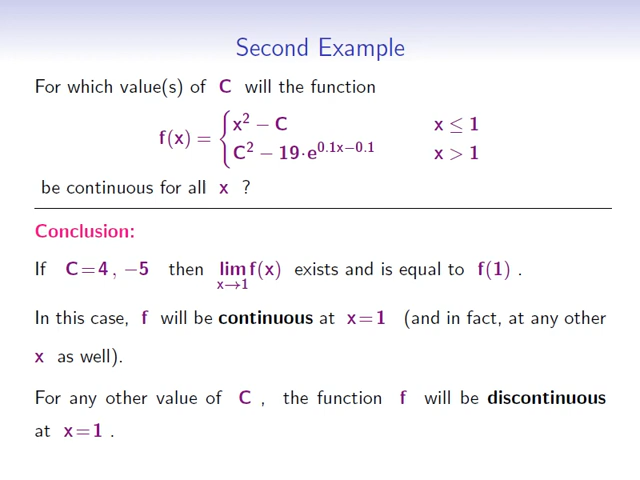 Second Example
For which value(s) of C will the function
f(x) = { x² − C x ≤ 1
C² − 19·e^{0.1x−0.1} x > 1
be continuous for all x ?
Conclusion:
If C=4 , −5 then lim f(x) exists and is equal to f(1) .
x→1
In this case, f will be continuous at x=1 (and in fact, at any other
x as well).
For any other value of C , the function f will be discontinuous
at x=1 .